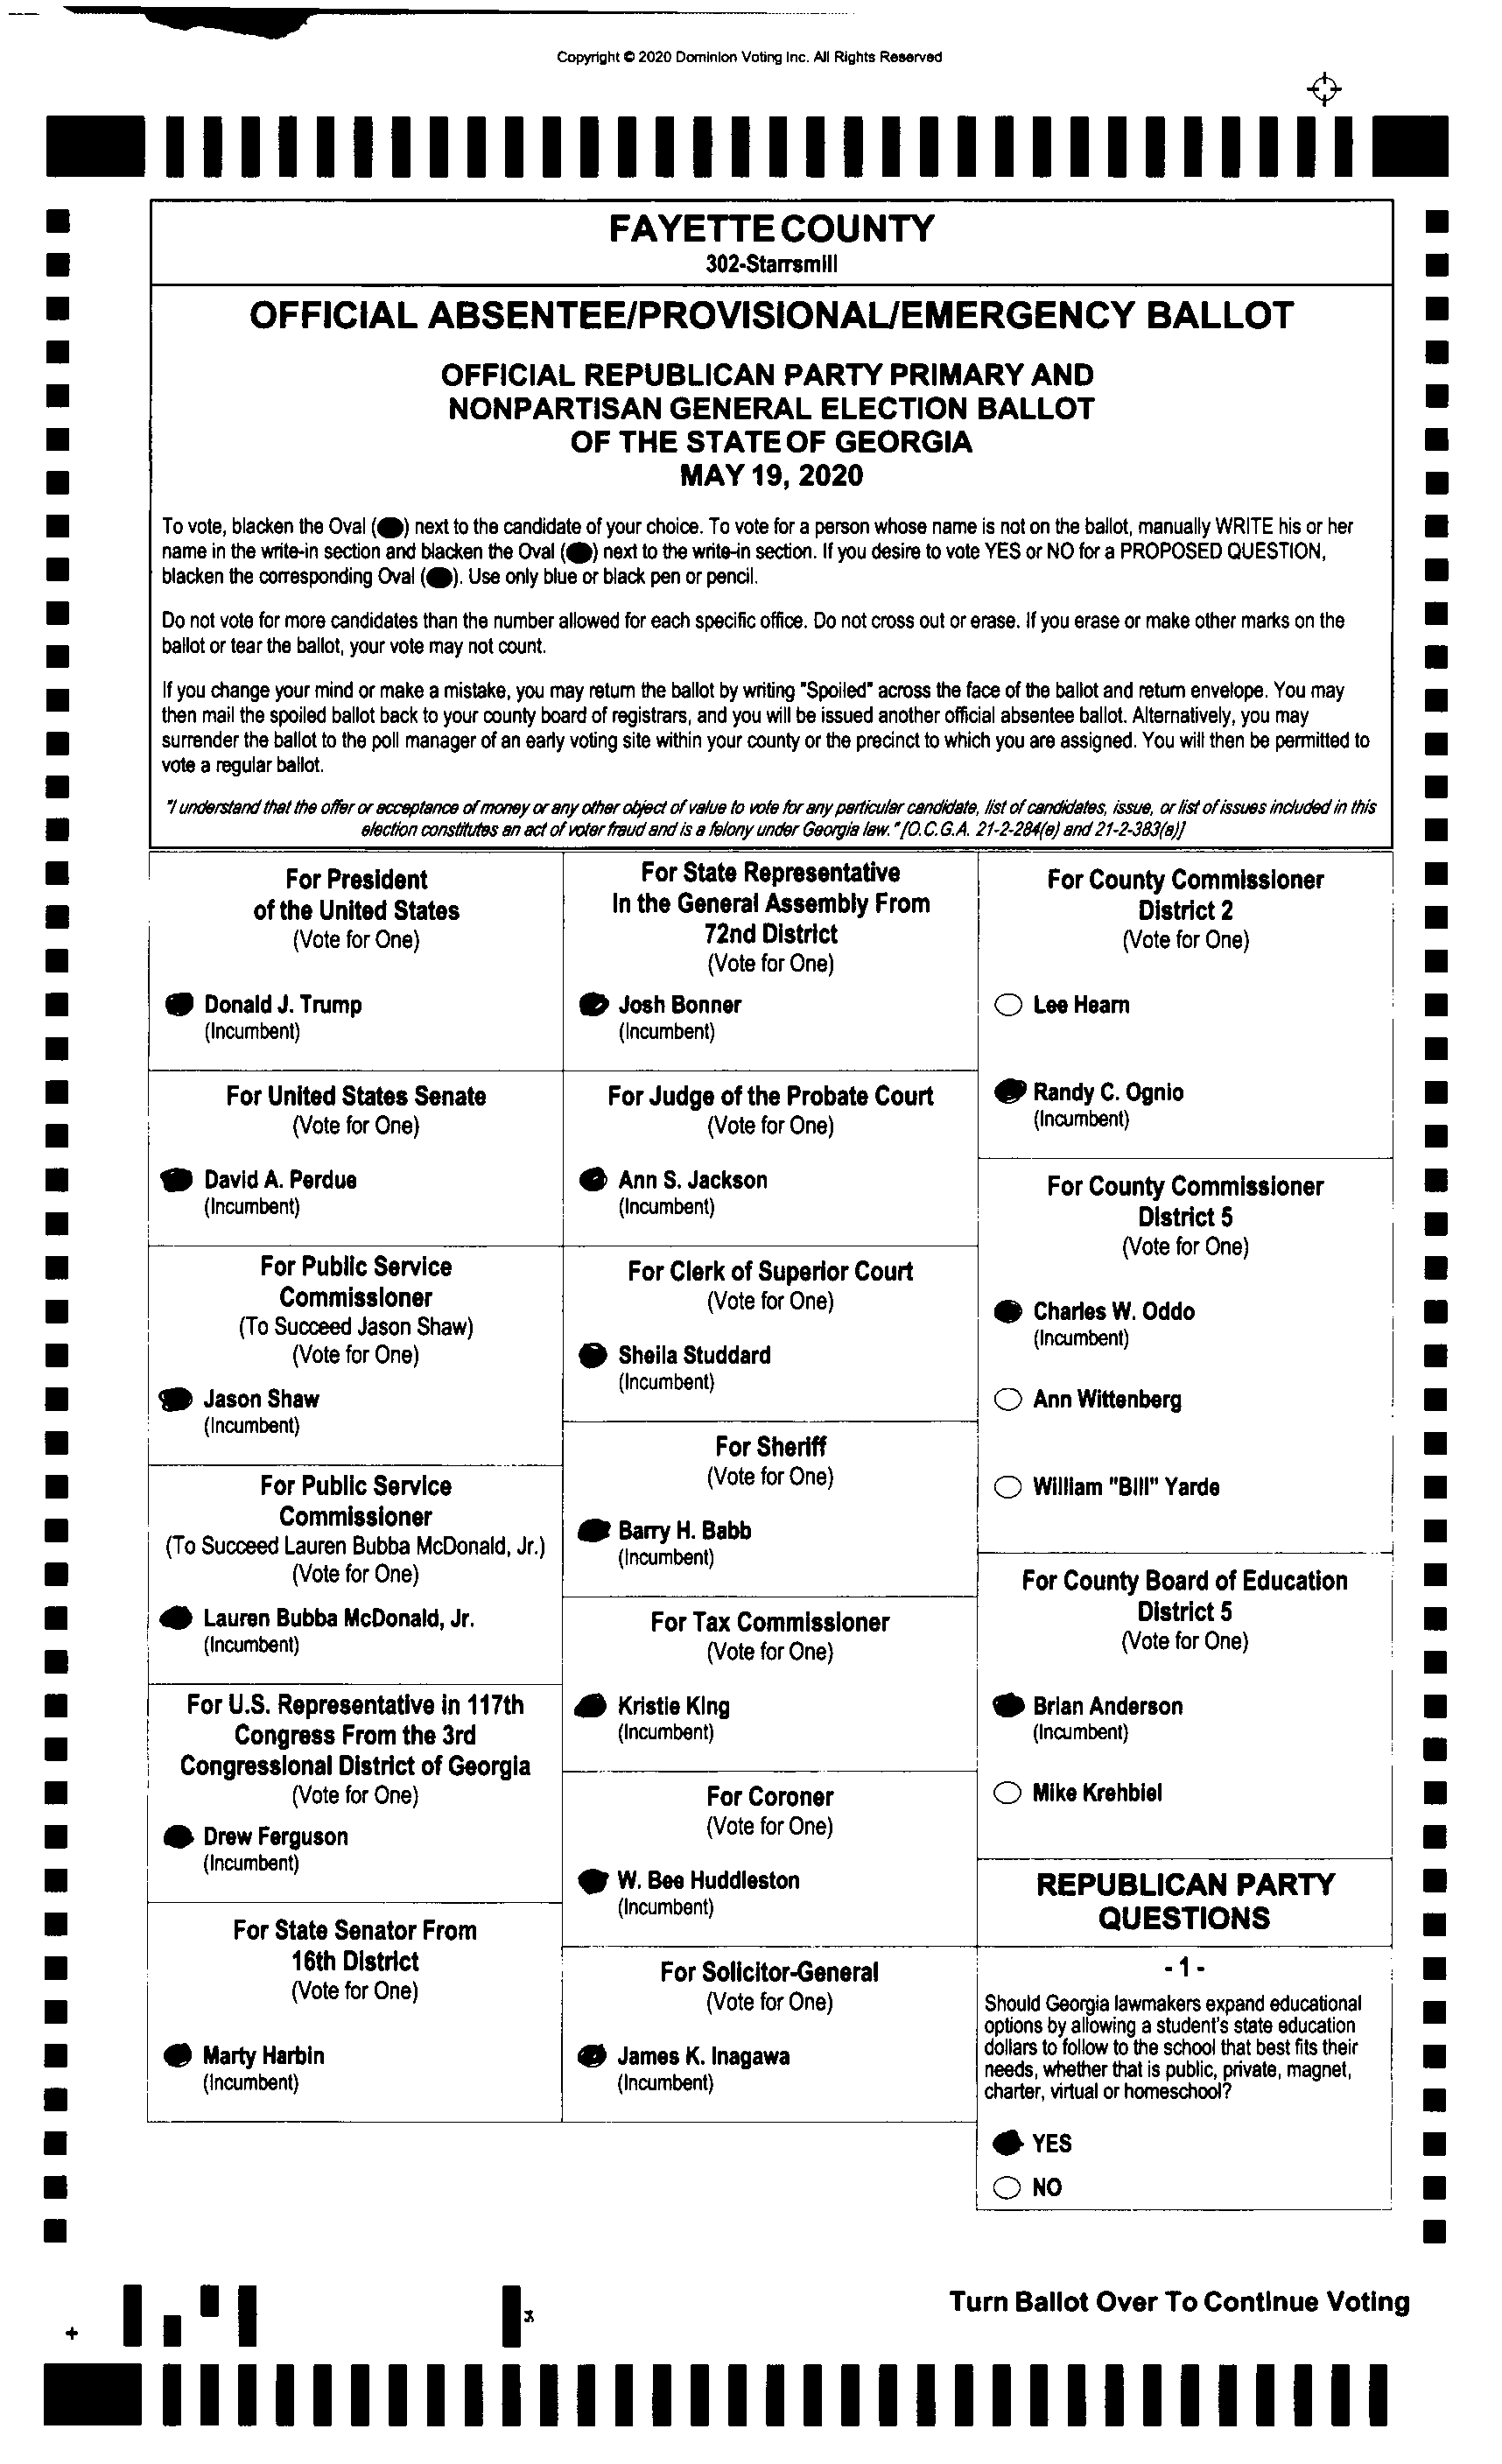 Copyright © 2020 Dominion Voting Inc. All Rights Reserved
FAYETTE COUNTY
302-Starrsmill
OFFICIAL ABSENTEE/PROVISIONAL/EMERGENCY BALLOT
OFFICIAL REPUBLICAN PARTY PRIMARY AND
NONPARTISAN GENERAL ELECTION BALLOT
OF THE STATE OF GEORGIA
MAY 19, 2020
To vote, blacken the Oval ( ) next to the candidate of your choice. To vote for a person whose name is not on the ballot, manually WRITE his or her
name in the write-in section and blacken the Oval ( ) next to the write-in section. If you desire to vote YES or NO for a PROPOSED QUESTION,
blacken the corresponding Oval ( ). Use only blue or black pen or pencil.
Do not vote for more candidates than the number allowed for each specific office. Do not cross out or erase. If you erase or make other marks on the
ballot or tear the ballot, your vote may not count.
If you change your mind or make a mistake, you may return the ballot by writing "Spoiled" across the face of the ballot and return envelope. You may
then mail the spoiled ballot back to your county board of registrars, and you will be issued another official absentee ballot. Alternatively, you may
surrender the ballot to the poll manager of an early voting site within your county or the precinct to which you are assigned. You will then be permitted to
vote a regular ballot.
"I understand that the offer or acceptance of money or any other object of value to vote for any particular candidate, list of candidates, issue, or list of issues included in this
election constitutes an act of voter fraud and is a felony under Georgia law." [O.C.G.A. 21-2-284(e) and 21-2-383(a)]
For President
of the United States
(Vote for One)
Donald J. Trump
(Incumbent)
For United States Senate
(Vote for One)
David A. Perdue
(Incumbent)
For Public Service
Commissioner
(To Succeed Jason Shaw)
(Vote for One)
Jason Shaw
(Incumbent)
For Public Service
Commissioner
(To Succeed Lauren Bubba McDonald, Jr.)
(Vote for One)
Lauren Bubba McDonald, Jr.
(Incumbent)
For U.S. Representative in 117th
Congress From the 3rd
Congressional District of Georgia
(Vote for One)
Drew Ferguson
(Incumbent)
For State Senator From
16th District
(Vote for One)
Marty Harbin
(Incumbent)
For State Representative
In the General Assembly From
72nd District
(Vote for One)
Josh Bonner
(Incumbent)
For Judge of the Probate Court
(Vote for One)
Ann S. Jackson
(Incumbent)
For Clerk of Superior Court
(Vote for One)
Sheila Studdard
(Incumbent)
For Sheriff
(Vote for One)
Barry H. Babb
(Incumbent)
For Tax Commissioner
(Vote for One)
Kristie King
(Incumbent)
For Coroner
(Vote for One)
W. Bee Huddleston
(Incumbent)
For Solicitor-General
(Vote for One)
James K. Inagawa
(Incumbent)
For County Commissioner
District 2
(Vote for One)
Lee Hearn
Randy C. Ognio
(Incumbent)
For County Commissioner
District 5
(Vote for One)
Charles W. Oddo
(Incumbent)
Ann Wittenberg
William "Bill" Yarde
For County Board of Education
District 5
(Vote for One)
Brian Anderson
(Incumbent)
Mike Krehbiel
REPUBLICAN PARTY
QUESTIONS
- 1 -
Should Georgia lawmakers expand educational
options by allowing a student's state education
dollars to follow to the school that best fits their
needs, whether that is public, private, magnet,
charter, virtual or homeschool?
YES
NO
Turn Ballot Over To Continue Voting